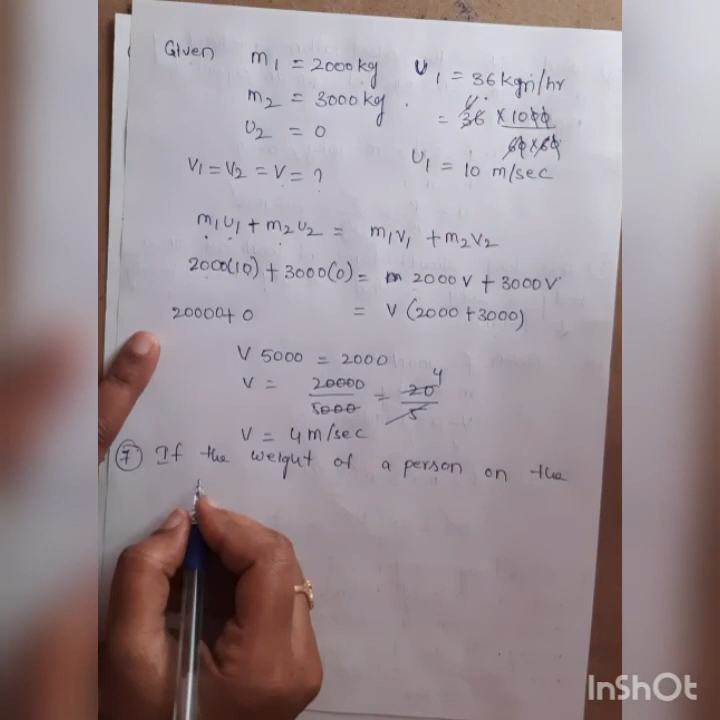 Given m1 = 2000 kg U1 = 36 km/hr
m2 = 3000 kg . = 36 × 1000
60×60
U2 = 0
V1 = V2 = V = ? U1 = 10 m/sec
m1U1 + m2U2 = m1V1 + m2V2
2000(10) + 3000(0) = m 2000 V + 3000 V
20000 + 0 = V (2000 + 3000)
V 5000 = 2000
V = 20000 = 20 4
5000 5
V = 4 m/sec
7 If the weight of a person on the
InShOt